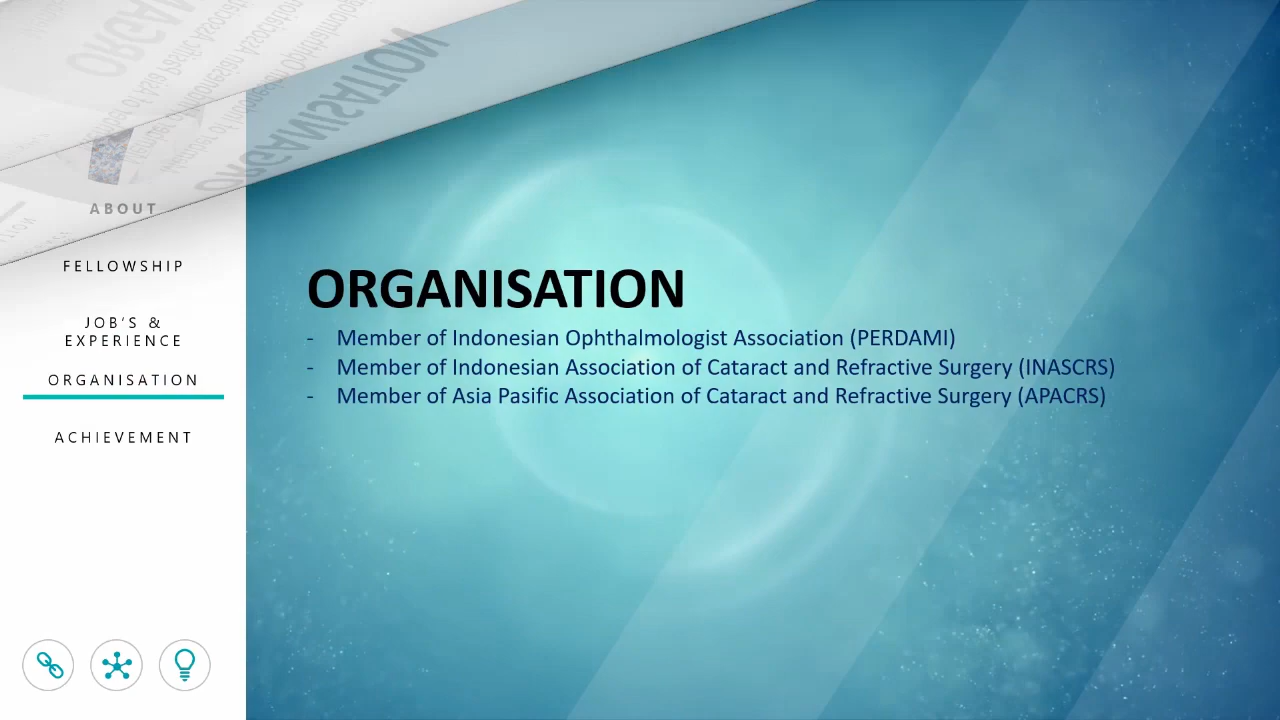 ABOUT
FELLOWSHIP
JOB'S &
EXPERIENCE
ORGANISATION
ACHIEVEMENT
ORGANISATION
ORGANISATION
- Member of Indonesian Ophthalmologist Association (PERDAMI)
- Member of Indonesian Association of Cataract and Refractive Surgery (INASCRS)
- Member of Asia Pasific Association of Cataract and Refractive Surgery (APACRS)